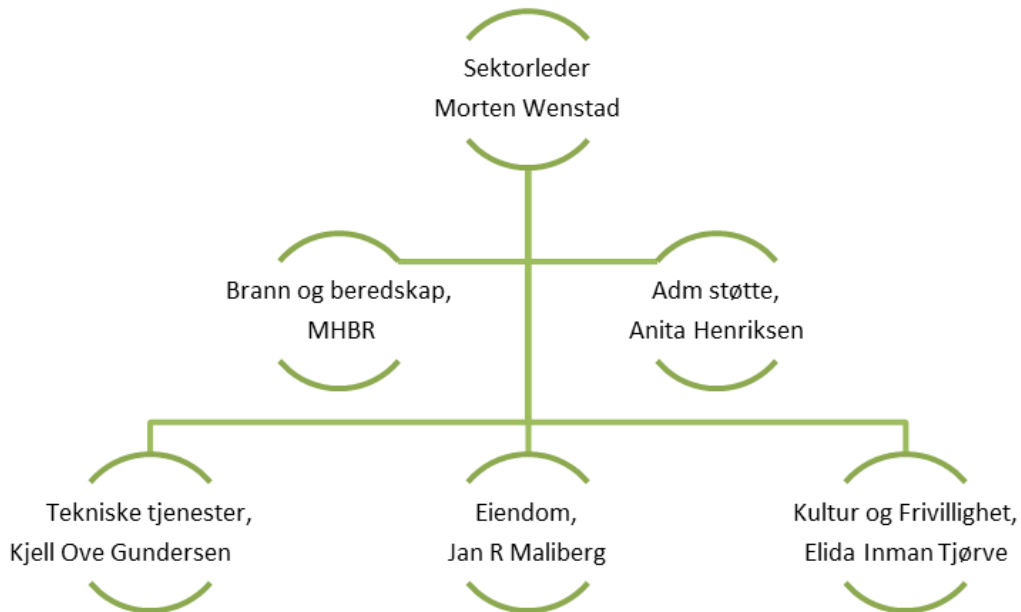 Sektorleder
Morten Wenstad
Brann og beredskap,
MHBR
Adm støtte,
Anita Henriksen
Tekniske tjenester,
Kjell Ove Gundersen
Eiendom,
Jan R Maliberg
Kultur og Frivillighet,
Elida Inman Tjørve